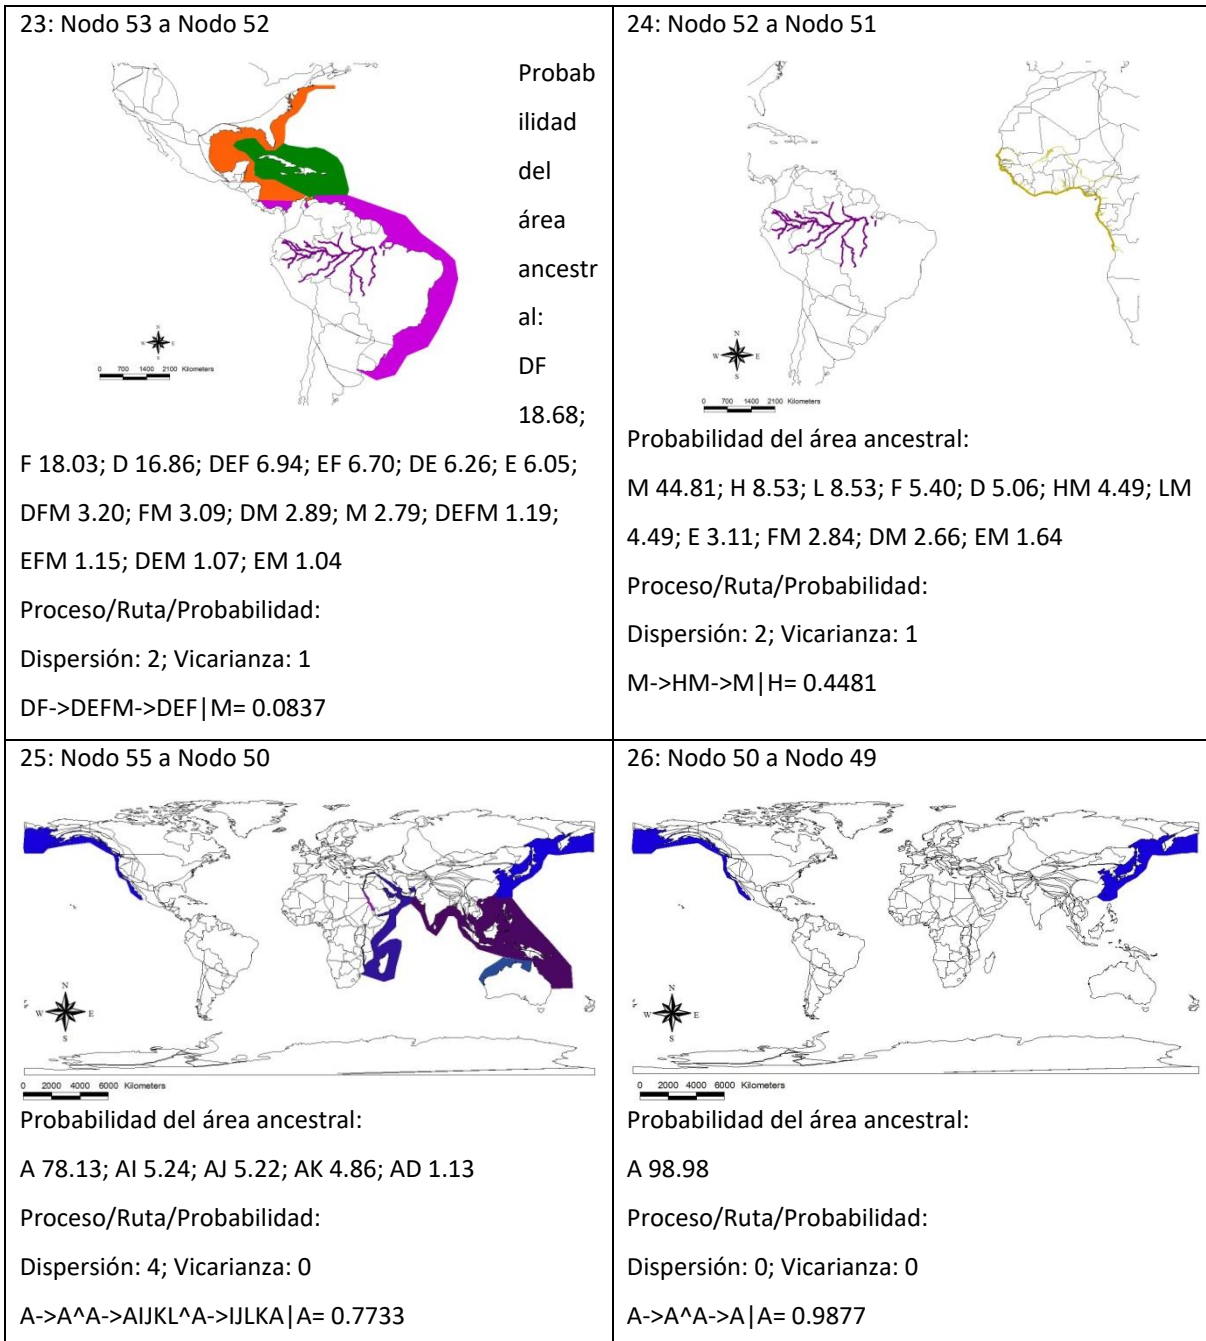 23: Nodo 53 a Nodo 52
Probab
ilidad
del
área
ancestr
al:
DF
18.68;
N
W E
S
0 700 1400 2100 Kilometers
F 18.03; D 16.86; DEF 6.94; EF 6.70; DE 6.26; E 6.05;
DFM 3.20; FM 3.09; DM 2.89; M 2.79; DEFM 1.19;
EFM 1.15; DEM 1.07; EM 1.04
Proceso/Ruta/Probabilidad:
Dispersión: 2; Vicarianza: 1
DF->DEFM->DEF|M= 0.0837
24: Nodo 52 a Nodo 51
N
W E
S
0 700 1400 2100 Kilometers
Probabilidad del área ancestral:
M 44.81; H 8.53; L 8.53; F 5.40; D 5.06; HM 4.49; LM
4.49; E 3.11; FM 2.84; DM 2.66; EM 1.64
Proceso/Ruta/Probabilidad:
Dispersión: 2; Vicarianza: 1
M->HM->M|H= 0.4481
25: Nodo 55 a Nodo 50
N
W E
S
0 2000 4000 6000 Kilometers
Probabilidad del área ancestral:
A 78.13; AI 5.24; AJ 5.22; AK 4.86; AD 1.13
Proceso/Ruta/Probabilidad:
Dispersión: 4; Vicarianza: 0
A->A^A->AIJKL^A->IJLKA|A= 0.7733
26: Nodo 50 a Nodo 49
N
W E
S
0 2000 4000 6000 Kilometers
Probabilidad del área ancestral:
A 98.98
Proceso/Ruta/Probabilidad:
Dispersión: 0; Vicarianza: 0
A->A^A->A|A= 0.9877